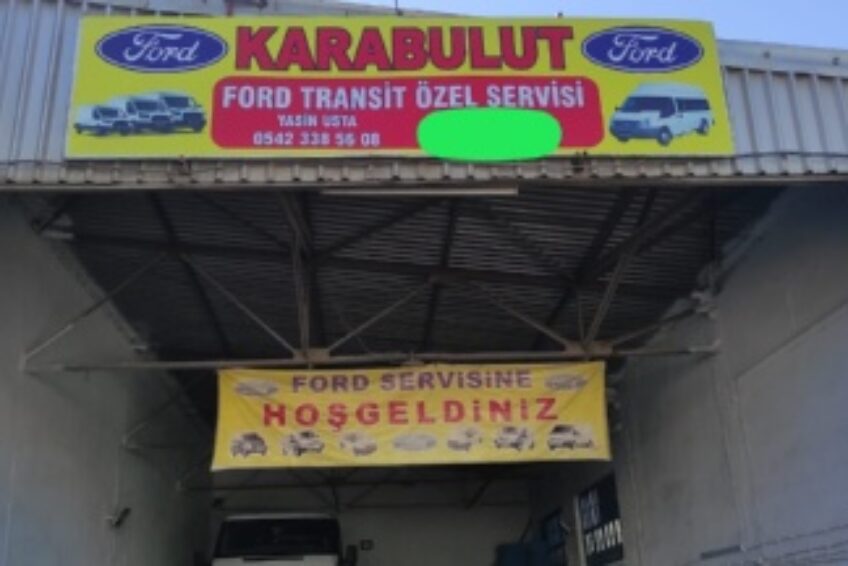 Ford KARABULUT Ford
FORD TRANSİT ÖZEL SERVİSİ
YASİN USTA
0542 338 56 08
FORD SERVİSİNE
HOŞGELDİNİZ